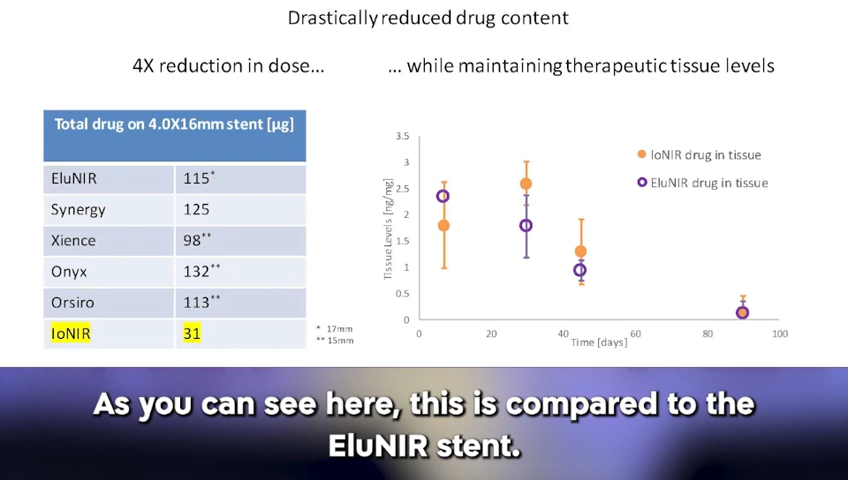 Drastically reduced drug content
4X reduction in dose...
... while maintaining therapeutic tissue levels
Total drug on 4.0X16mm stent [µg]
EluNIR 115*
Synergy 125
Xience 98**
Onyx 132**
Orsiro 113**
IoNIR 31
* 17mm
** 15mm
Tissue Levels [ng/mg]
3.5
3
2.5
2
1.5
1
0.5
0
0 20 40 60 80 100
Time [days]
IoNIR drug in tissue
EluNIR drug in tissue
As you can see here, this is compared to the
EluNIR stent.